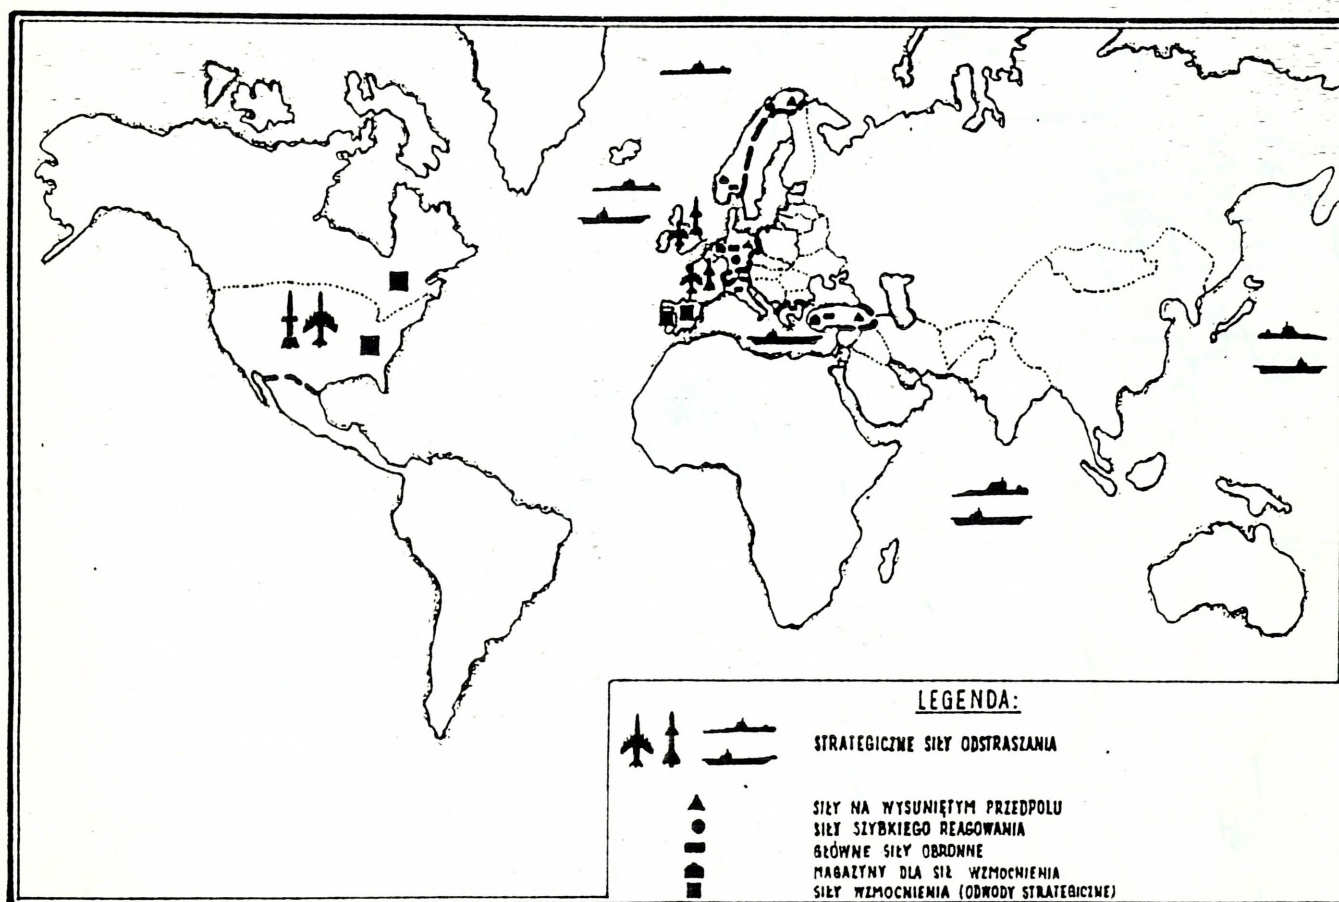 LEGENDA:
STRATEGICZNE SIŁY ODSTRASZANIA
SIŁY NA WYSUNIĘTYM PRZEDPOLU
SIŁY SZYBKIEGO REAGOWANIA
GŁÓWNE SIŁY OBRONNE
MAGAZYNY DLA SIŁ WZMOCNIENIA
SIŁY WZMOCNIENIA (ODWODY STRATEGICZNE)